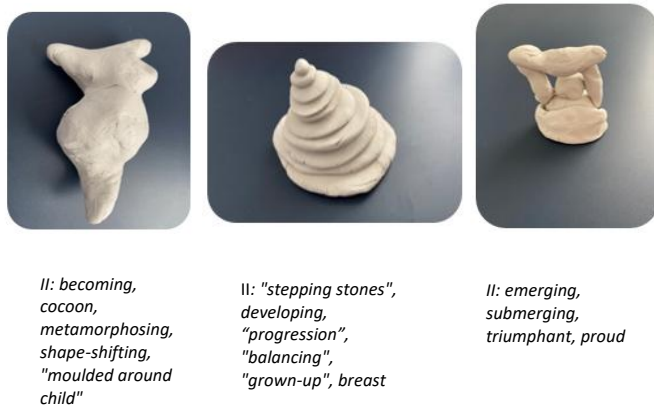 II: becoming,
cocoon,
metamorphosing,
shape-shifting,
"moulded around
child"
II: "stepping stones",
developing,
“progression”,
"balancing",
"grown-up", breast
II: emerging,
submerging,
triumphant, proud